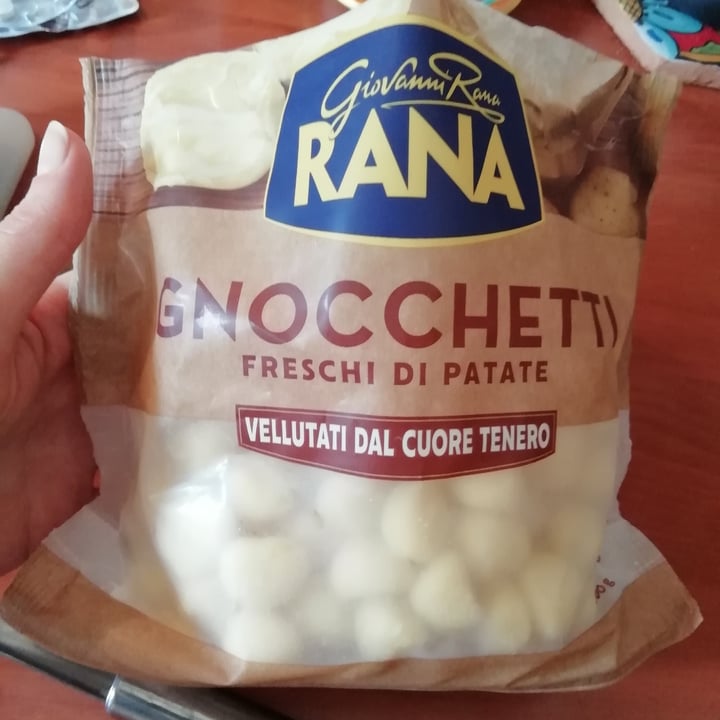 Giovanni Rana
RANA
GNOCCHETTI
FRESCHI DI PATATE
VELLUTATI DAL CUORE TENERO